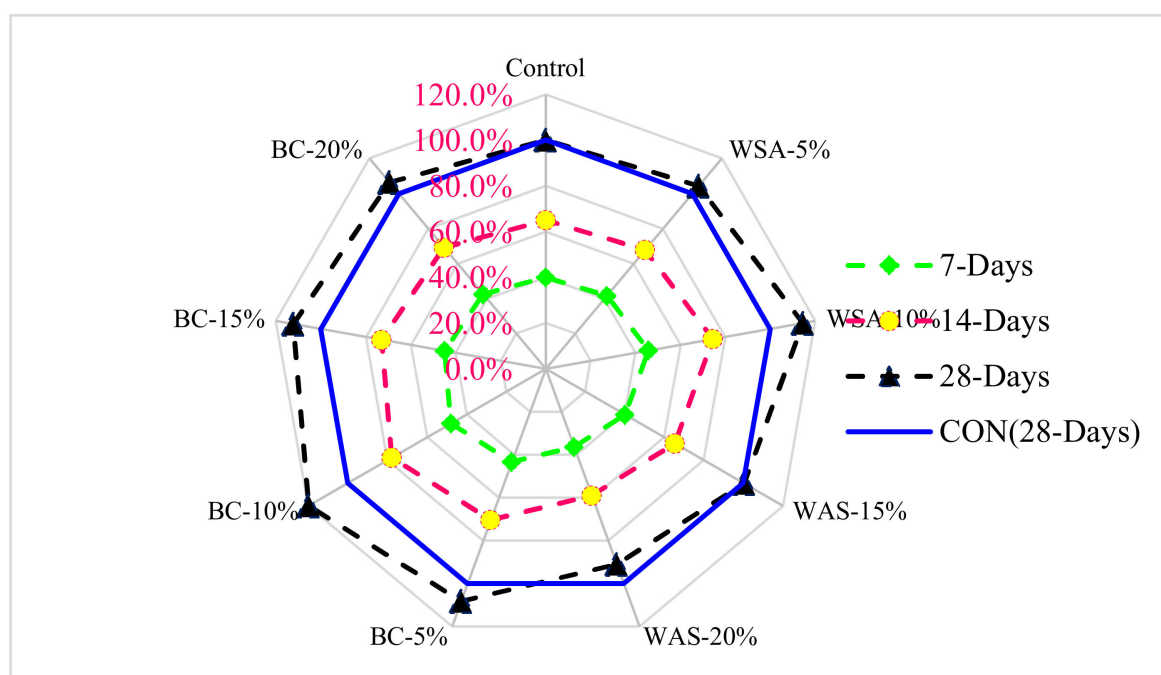 Control
120.0%
100.0%
80.0%
60.0%
40.0%
20.0%
0.0%
WSA-5%
WSA-10%
WAS-15%
WAS-20%
BC-5%
BC-10%
BC-15%
BC-20%
7-Days
14-Days
28-Days
CON(28-Days)